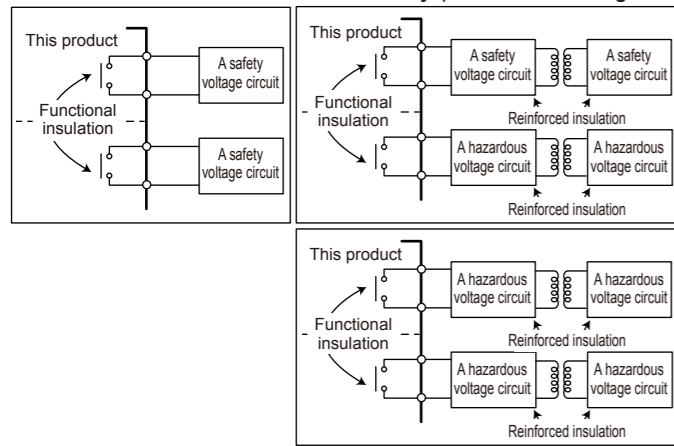 This product
A safety
voltage circuit
Functional
insulation
A safety
voltage circuit
This product
A safety
voltage circuit
A safety
voltage circuit
Reinforced insulation
Functional
insulation
A hazardous
voltage circuit
A hazardous
voltage circuit
Reinforced insulation
This product
A hazardous
voltage circuit
A hazardous
voltage circuit
Reinforced insulation
Functional
insulation
A hazardous
voltage circuit
A hazardous
voltage circuit
Reinforced insulation